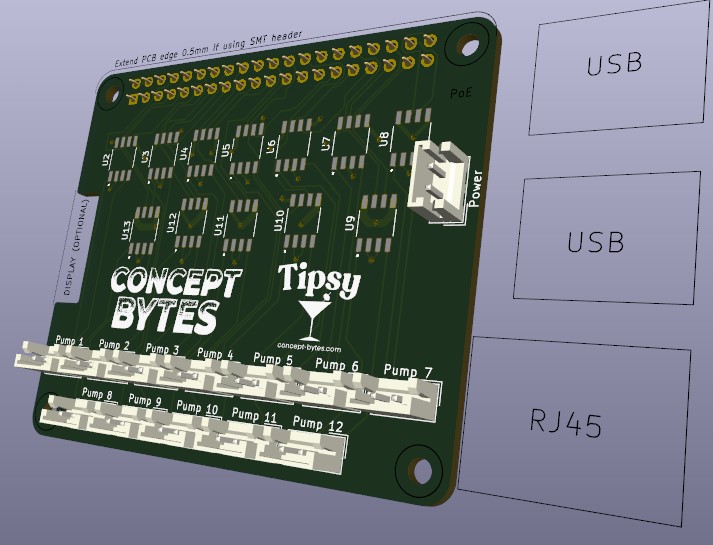 Extend PCB edge 0.5mm if using SMT header
USB
PoE
U2
U3
U4
U5
U6
U7
U8
Power
DISPLAY (OPTIONAL)
U13
U12
U11
U10
U9
USB
CONCEPT
BYTES
Tipsy
concept-bytes.com
Pump 1
Pump 2
Pump 3
Pump 4
Pump 5
Pump 6
Pump 7
Pump 8
Pump 9
Pump 10
Pump 11
Pump 12
RJ45